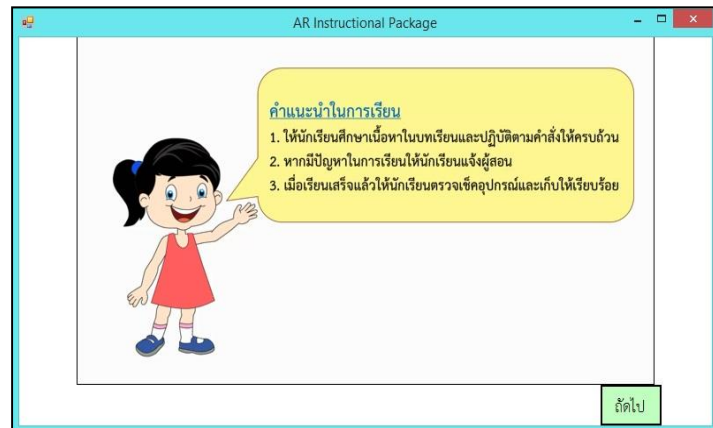 AR Instructional Package
คำแนะนำในการเรียน
1. ให้นักเรียนศึกษาเนื้อหาในบทเรียนและปฏิบัติตามคำสั่งให้ครบถ้วน
2. หากมีปัญหาในการเรียนให้นักเรียนแจ้งผู้สอน
3. เมื่อเรียนเสร็จแล้วให้นักเรียนตรวจเช็คอุปกรณ์และเก็บให้เรียบร้อย
ถัดไป